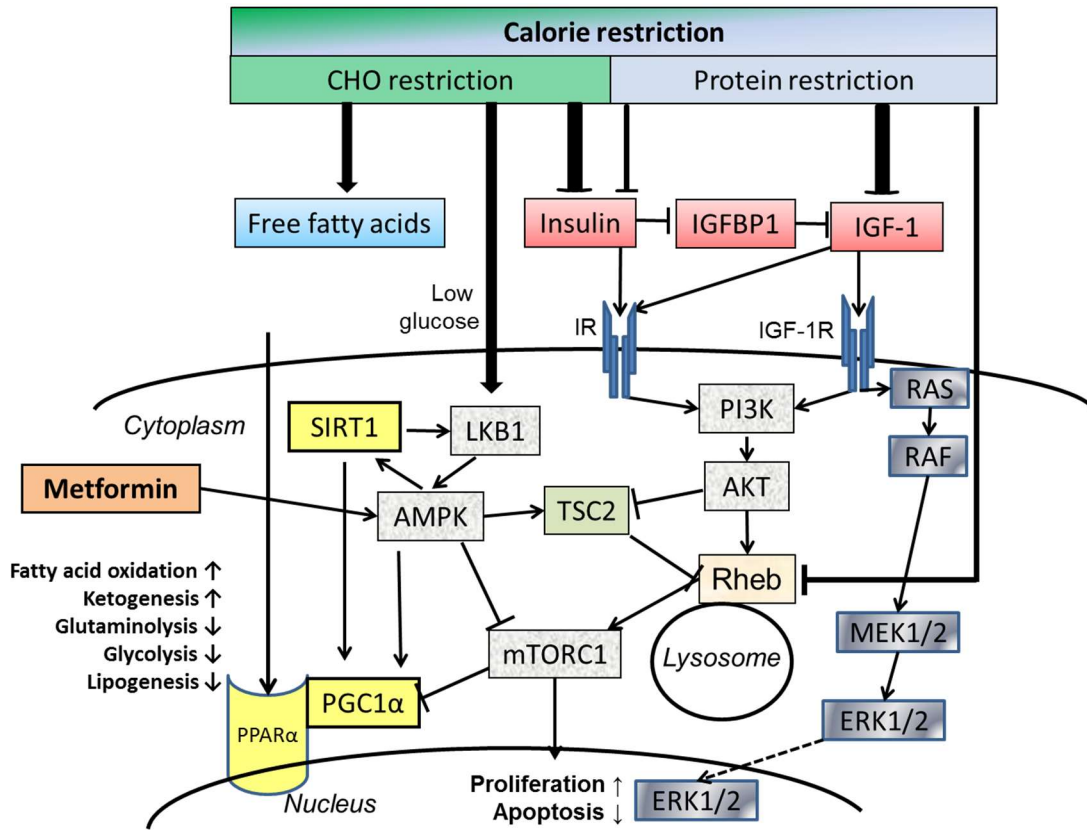 Calorie restriction
CHO restriction
Protein restriction
Free fatty acids
Insulin
IGFBP1
IGF-1
Low
glucose
IR
IGF-1R
Cytoplasm
SIRT1
LKB1
PI3K
RAS
RAF
Metformin
AMPK
TSC2
AKT
Rheb
Fatty acid oxidation ↑
Ketogenesis ↑
Glutaminolysis ↓
Glycolysis ↓
Lipogenesis ↓
mTORC1
Lysosome
MEK1/2
PGC1α
PPARα
ERK1/2
Nucleus
Proliferation ↑
Apoptosis ↓
ERK1/2